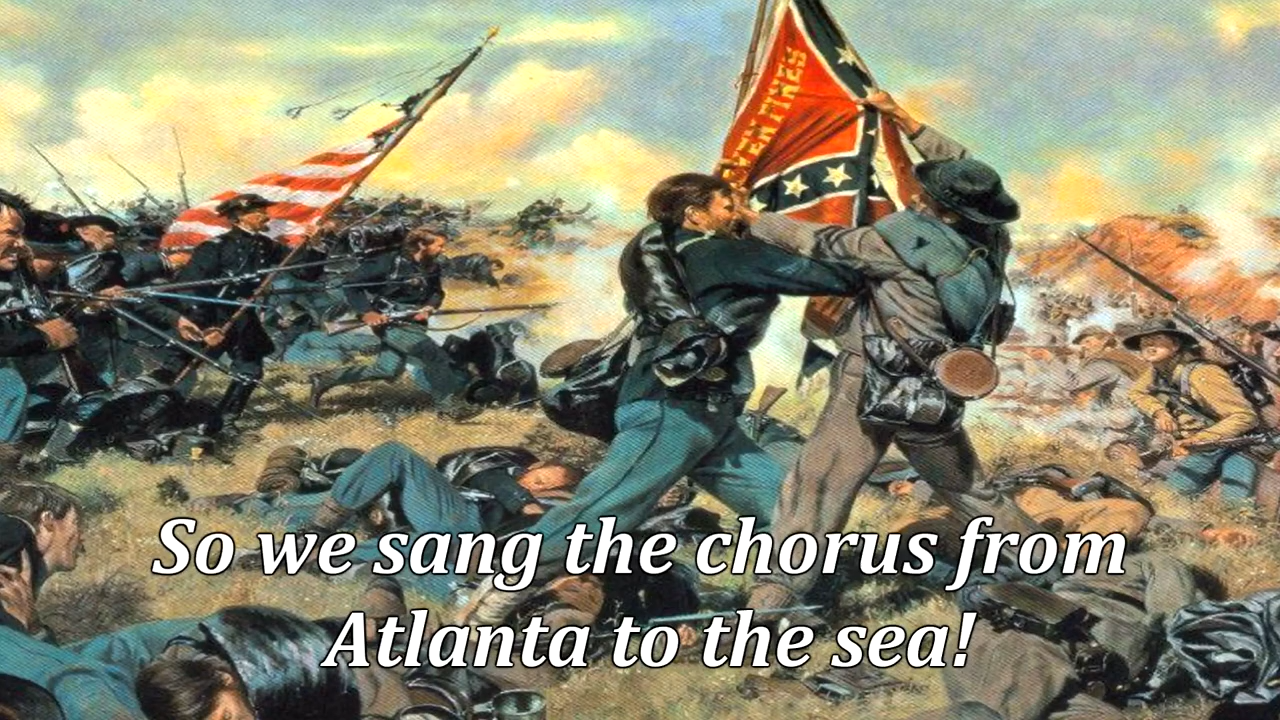 So we sang the chorus from
Atlanta to the sea!